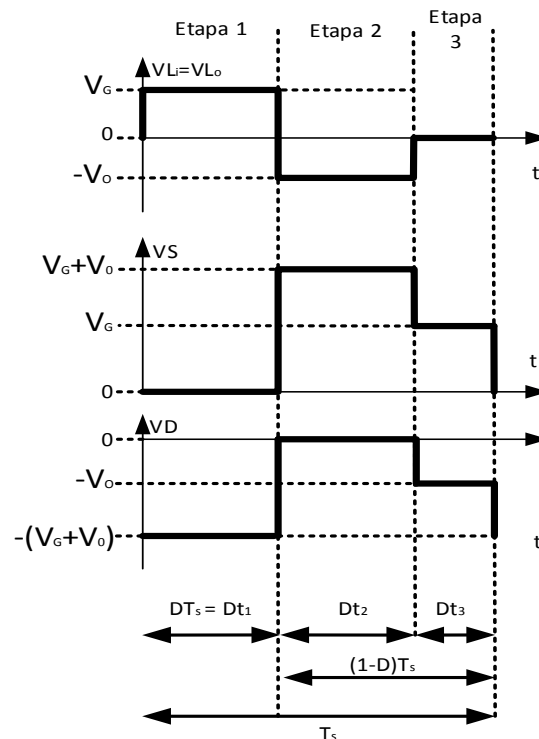 Etapa 1 Etapa 2 Etapa
3
VLi=VLo
VG
0
t
-Vo
VS
VG+V0
VG
t
0
VD
0
-Vo
-(VG+V0)
t
DTs = Dt1 Dt2 Dt3
(1-D)Ts
Ts